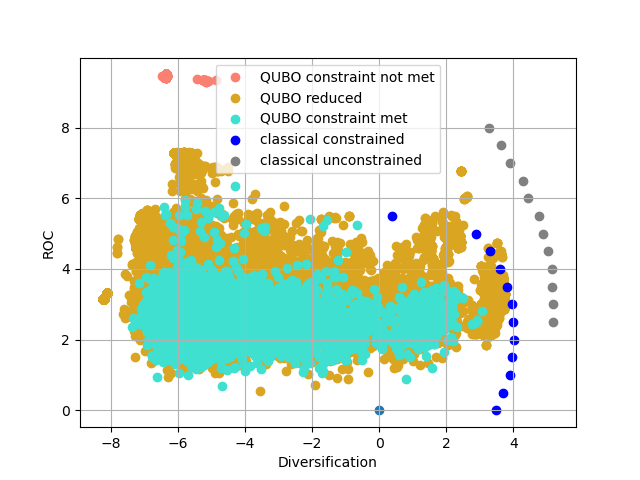 QUBO constraint not met
QUBO reduced
QUBO constraint met
classical constrained
classical unconstrained
8
6
4
2
0
ROC
−8 −6 −4 −2 0 2 4
Diversification